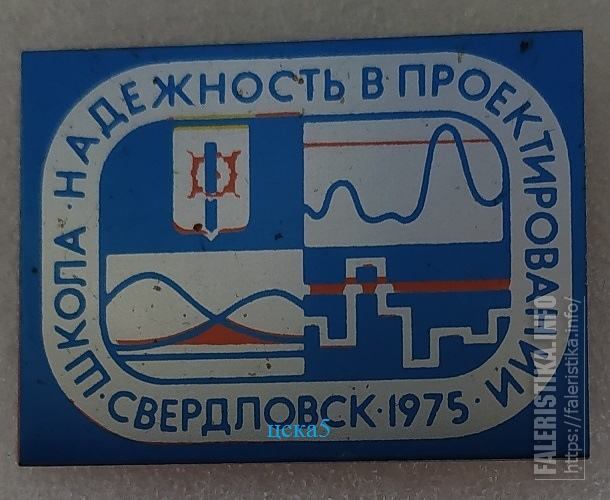 ШКОЛА · НАДЕЖНОСТЬ В ПРОЕКТИРОВАНИИ
· СВЕРДЛОВСК · 1975 ·
цска5
FALERISTIKA.INFO
https://faleristika.info/